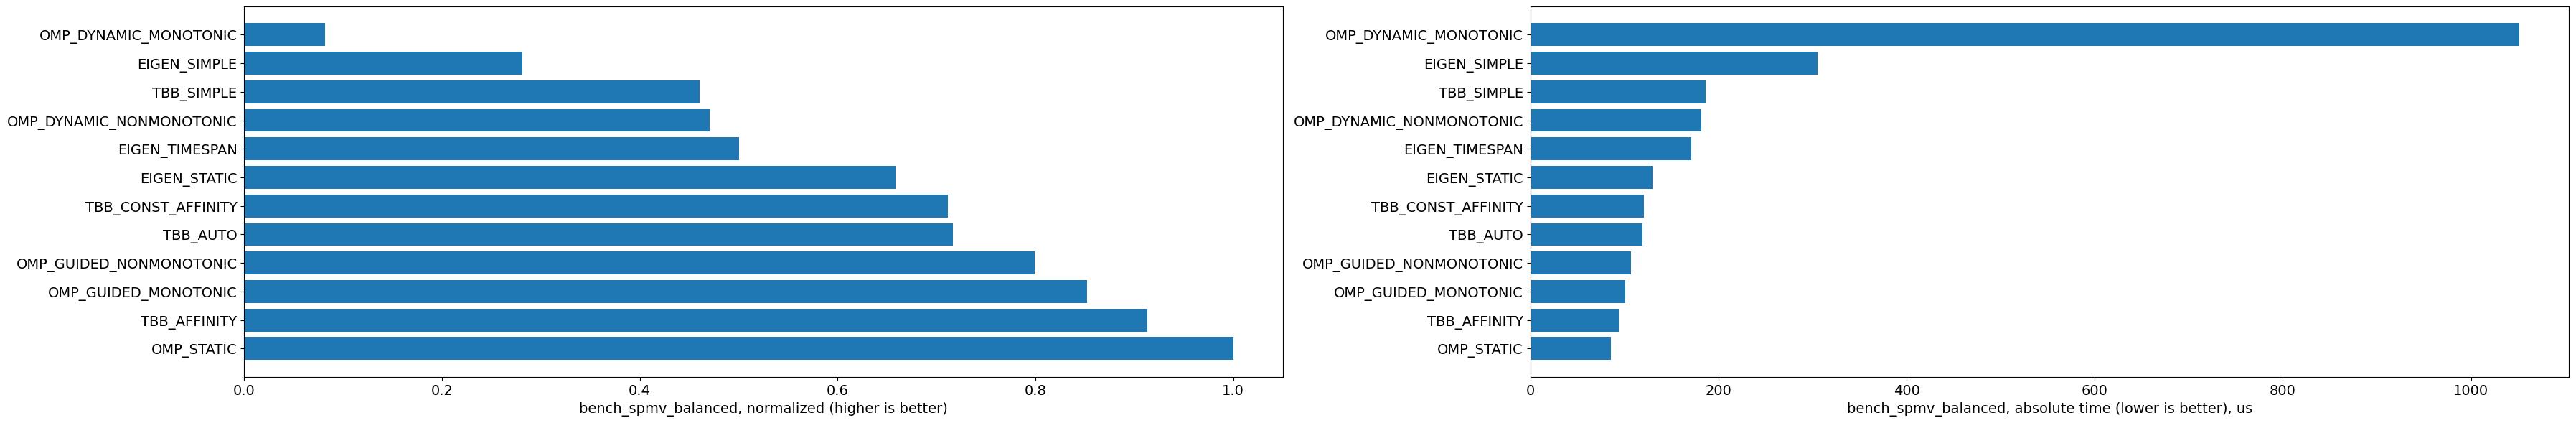 OMP_DYNAMIC_MONOTONIC
EIGEN_SIMPLE
TBB_SIMPLE
OMP_DYNAMIC_NONMONOTONIC
EIGEN_TIMESPAN
EIGEN_STATIC
TBB_CONST_AFFINITY
TBB_AUTO
OMP_GUIDED_NONMONOTONIC
OMP_GUIDED_MONOTONIC
TBB_AFFINITY
OMP_STATIC
0.0 0.2 0.4 0.6 0.8 1.0
bench_spmv_balanced, normalized (higher is better)
OMP_DYNAMIC_MONOTONIC
EIGEN_SIMPLE
TBB_SIMPLE
OMP_DYNAMIC_NONMONOTONIC
EIGEN_TIMESPAN
EIGEN_STATIC
TBB_CONST_AFFINITY
TBB_AUTO
OMP_GUIDED_NONMONOTONIC
OMP_GUIDED_MONOTONIC
TBB_AFFINITY
OMP_STATIC
0 200 400 600 800 1000
bench_spmv_balanced, absolute time (lower is better), us